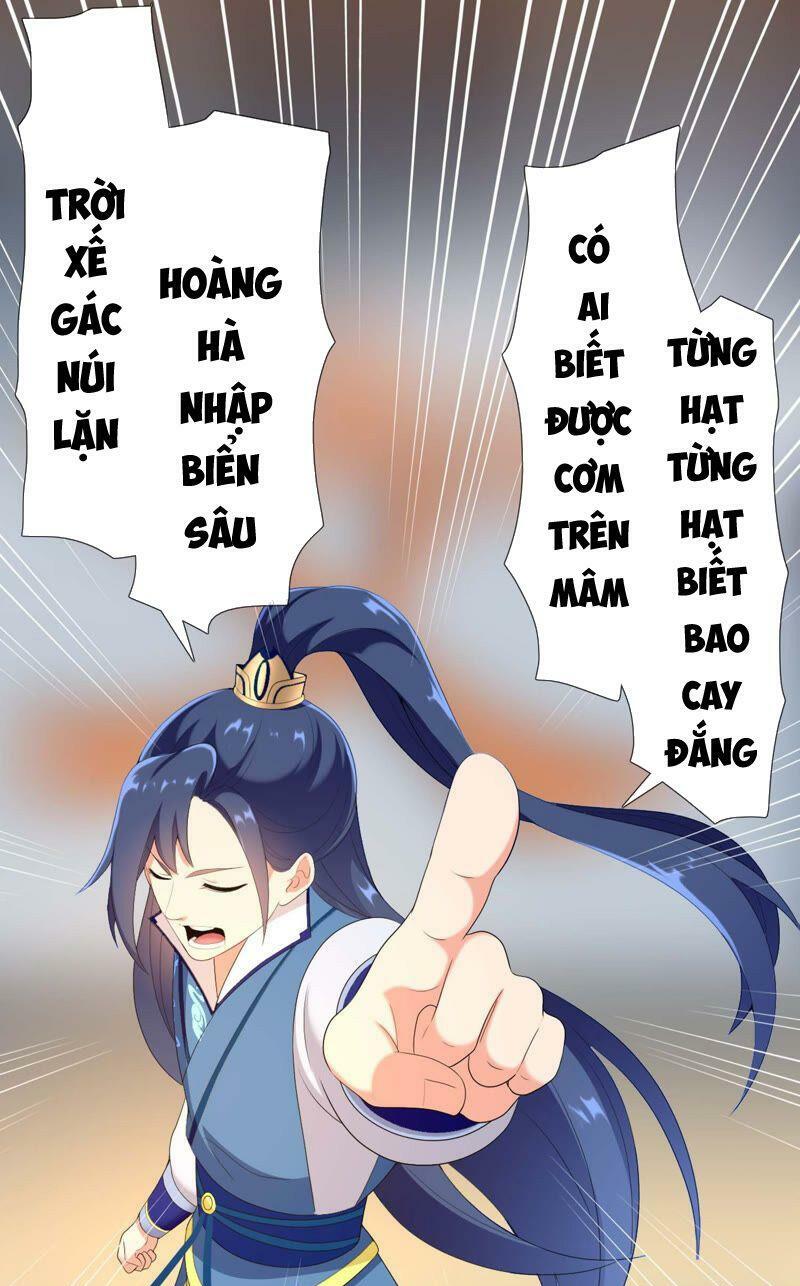 TRỜI
XẾ
GÁC
NÚI
LẶN
HOÀNG
HÀ
NHẬP
BIỂN
SÂU
CÓ
AI
BIẾT
ĐƯỢC
CƠM
TRÊN
MÂM
TỪNG
HẠT
TỪNG
HẠT
BIẾT
BAO
CAY
ĐẮNG